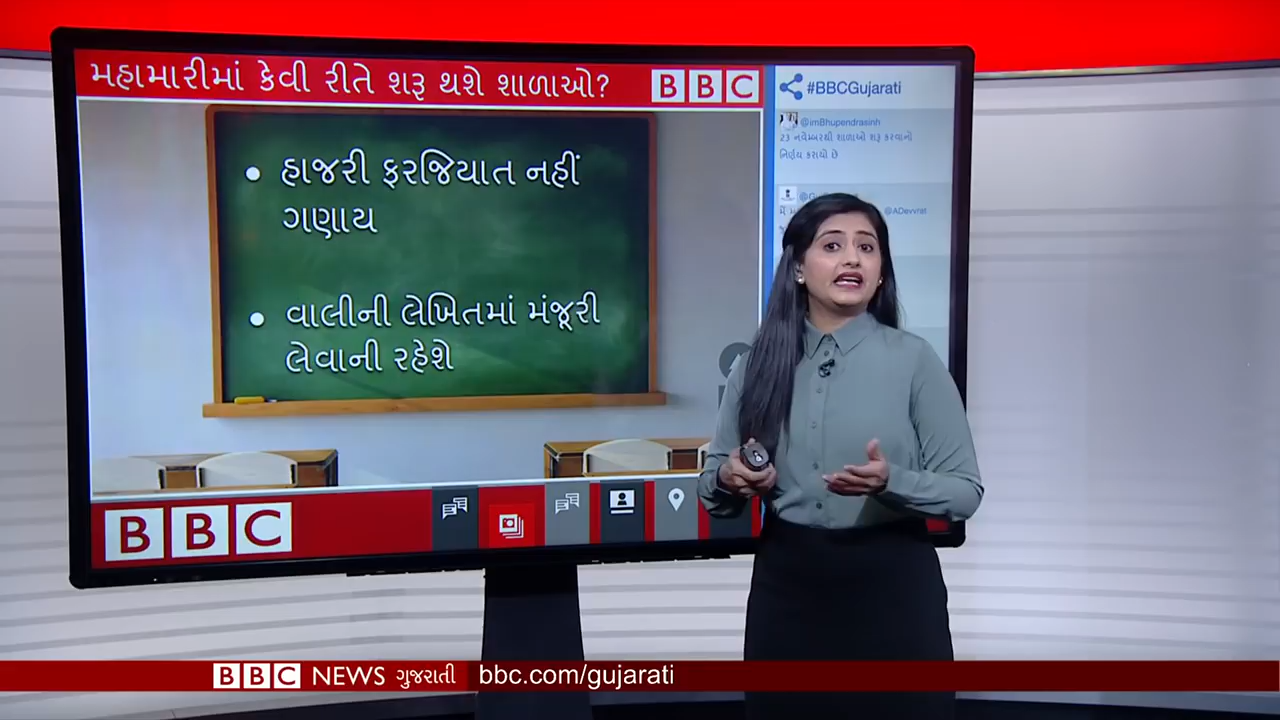 મહામારીમાં કેવી રીતે શરૂ થશે શાળાઓ?
BBC
#BBCGujarati
@imBhupendrasinh
23 નવેમ્બરથી શાળાઓ શરૂ કરવાનો
નિર્ણય કરાયો છે
@ADevvrat
• હાજરી ફરજિયાત નહીં
ગણાય
• વાલીની લેખિતમાં મંજૂરી
લેવાની રહેશે
BBC
BBC NEWS ગુજરાતી bbc.com/gujarati